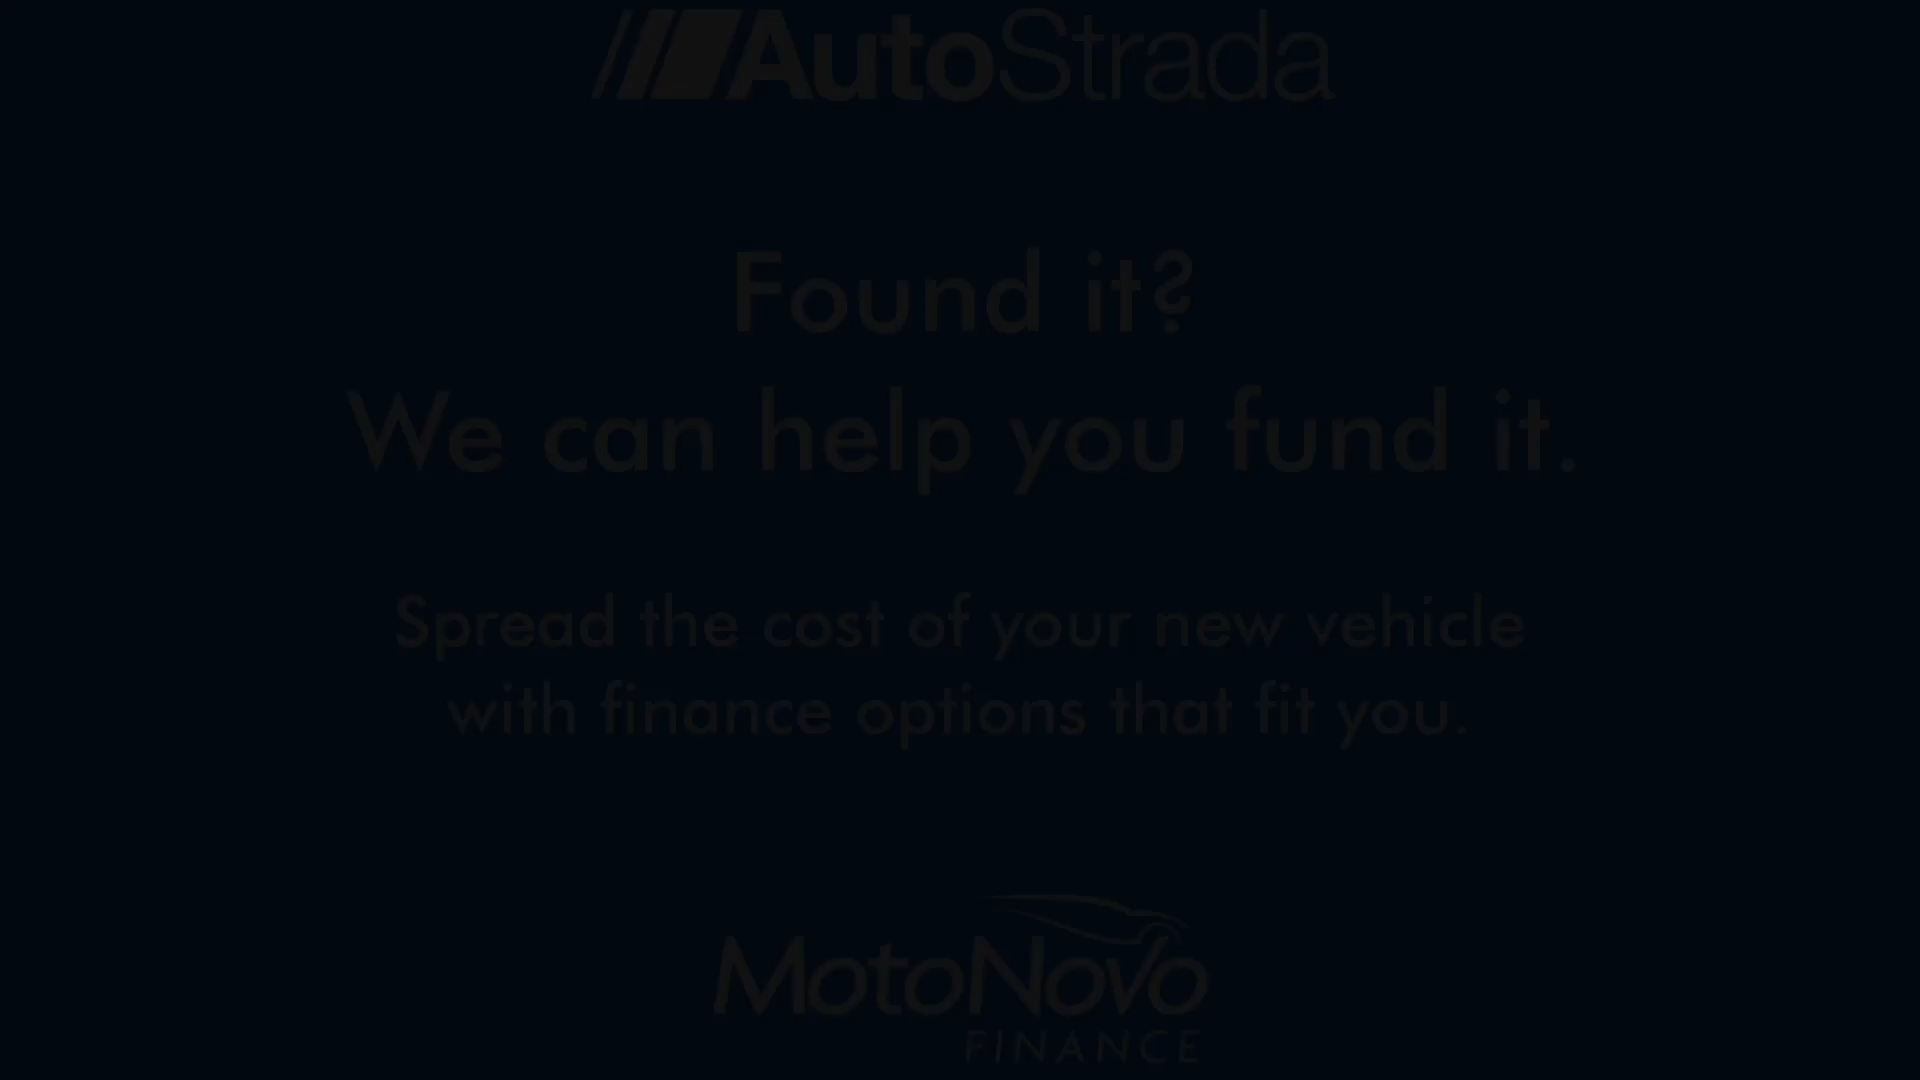 AutoStrada
Found it?
We can help you fund it.
Spread the cost of your new vehicle
with finance options that fit you.
MotoNovo
FINANCE